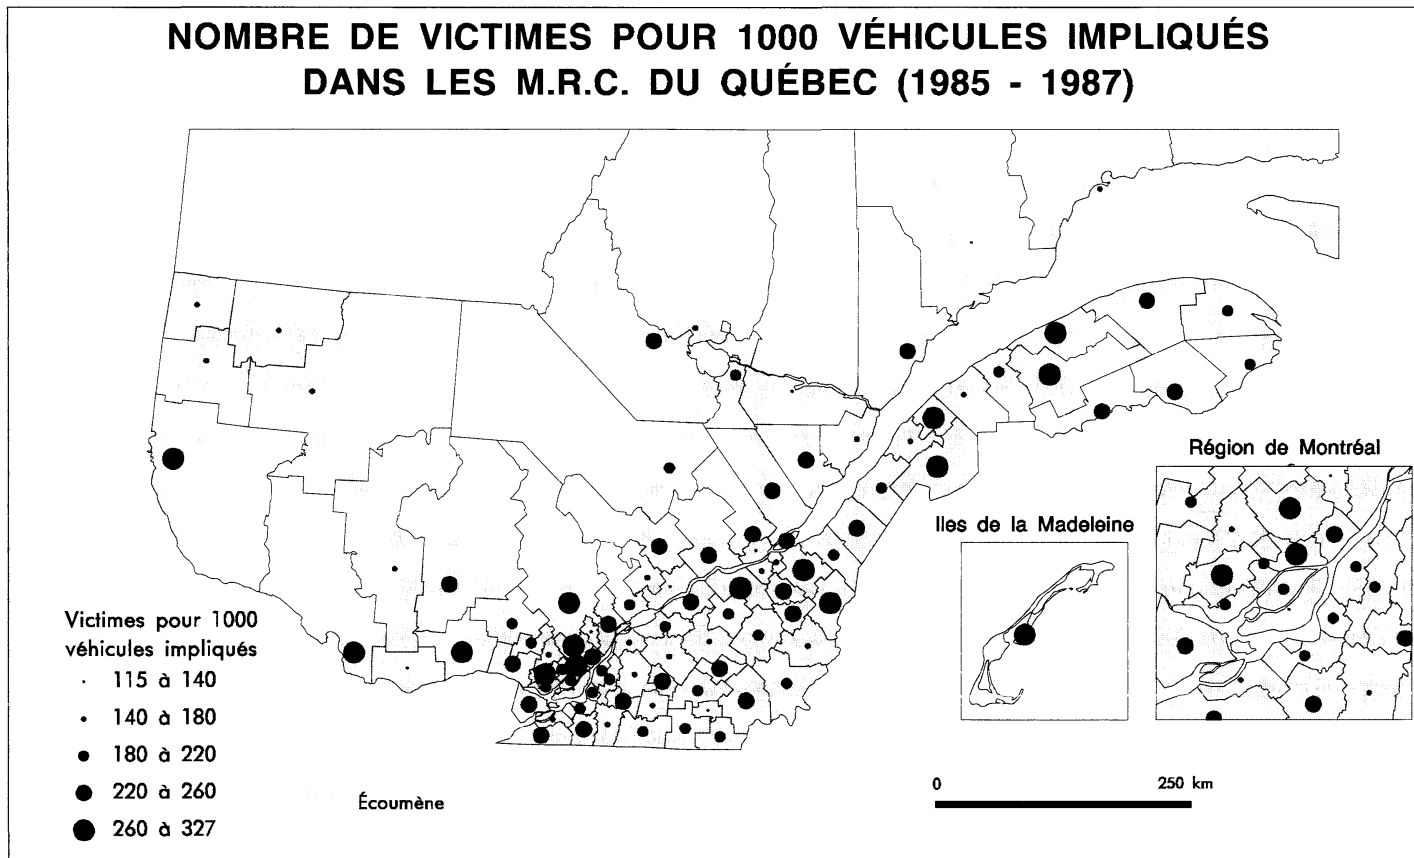 NOMBRE DE VICTIMES POUR 1000 VÉHICULES IMPLIQUÉS
DANS LES M.R.C. DU QUÉBEC (1985 - 1987)
Région de Montréal
Iles de la Madeleine
Victimes pour 1000
véhicules impliqués
115 à 140
140 à 180
180 à 220
220 à 260
260 à 327
Écoumène
0 250 km